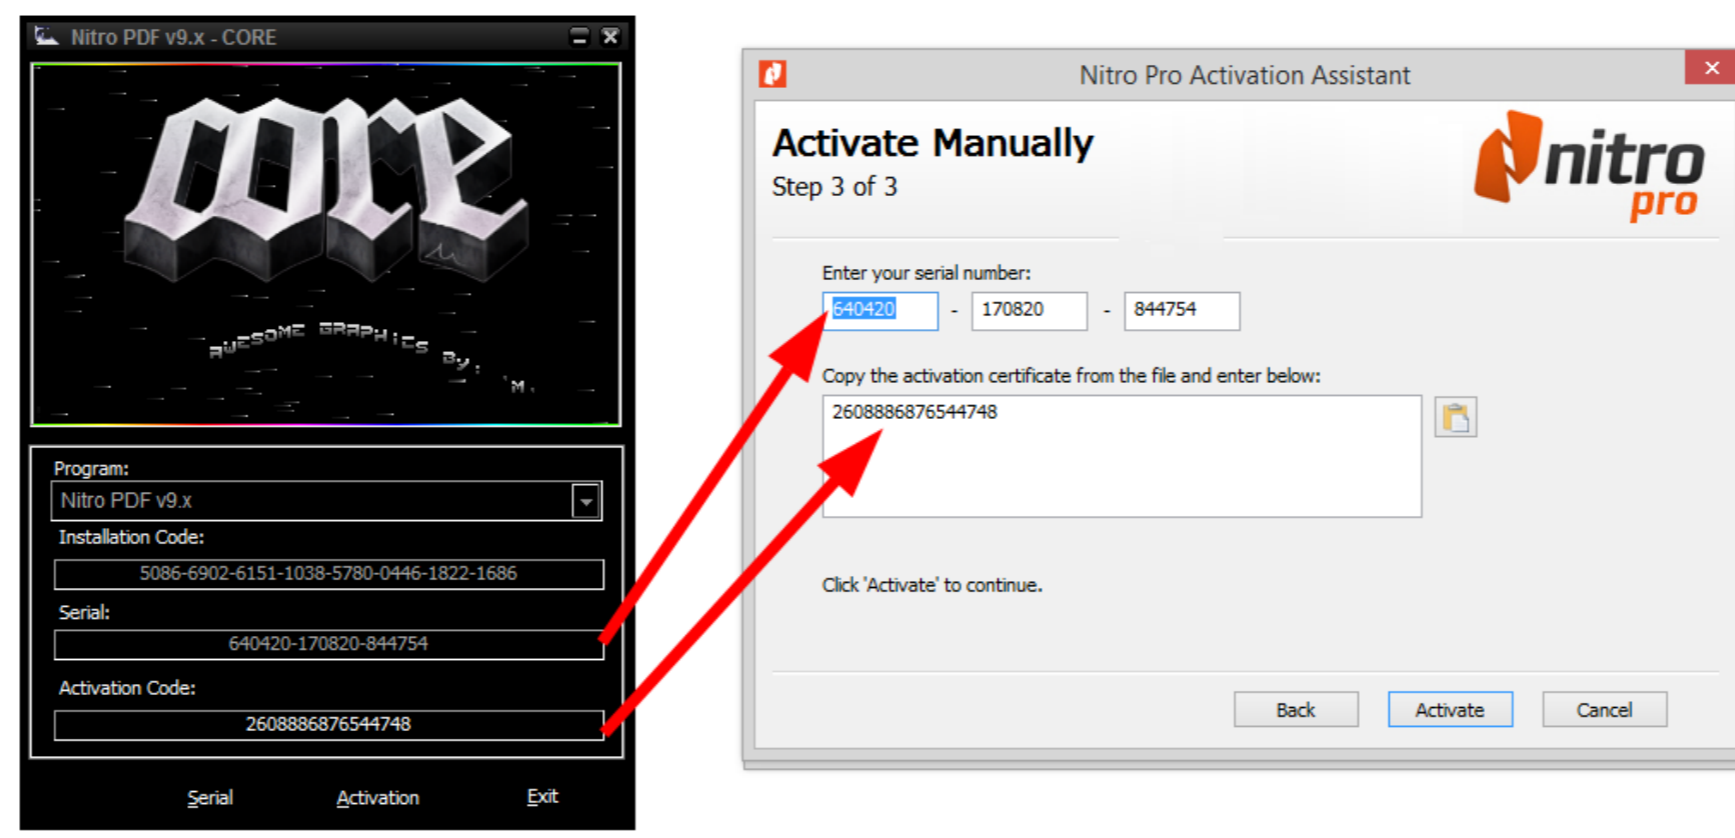 Nitro PDF v9.x - CORE
CORE
AWESOME GRAPHICS BY: 'M.
Program:
Nitro PDF v9.x
Installation Code:
5086-6902-6151-1038-5780-0446-1822-1686
Serial:
640420-170820-844754
Activation Code:
2608886876544748
Serial Activation Exit
Nitro Pro Activation Assistant
Activate Manually
Step 3 of 3
nitro
pro
Enter your serial number:
640420 - 170820 - 844754
Copy the activation certificate from the file and enter below:
2608886876544748
Click 'Activate' to continue.
Back Activate Cancel